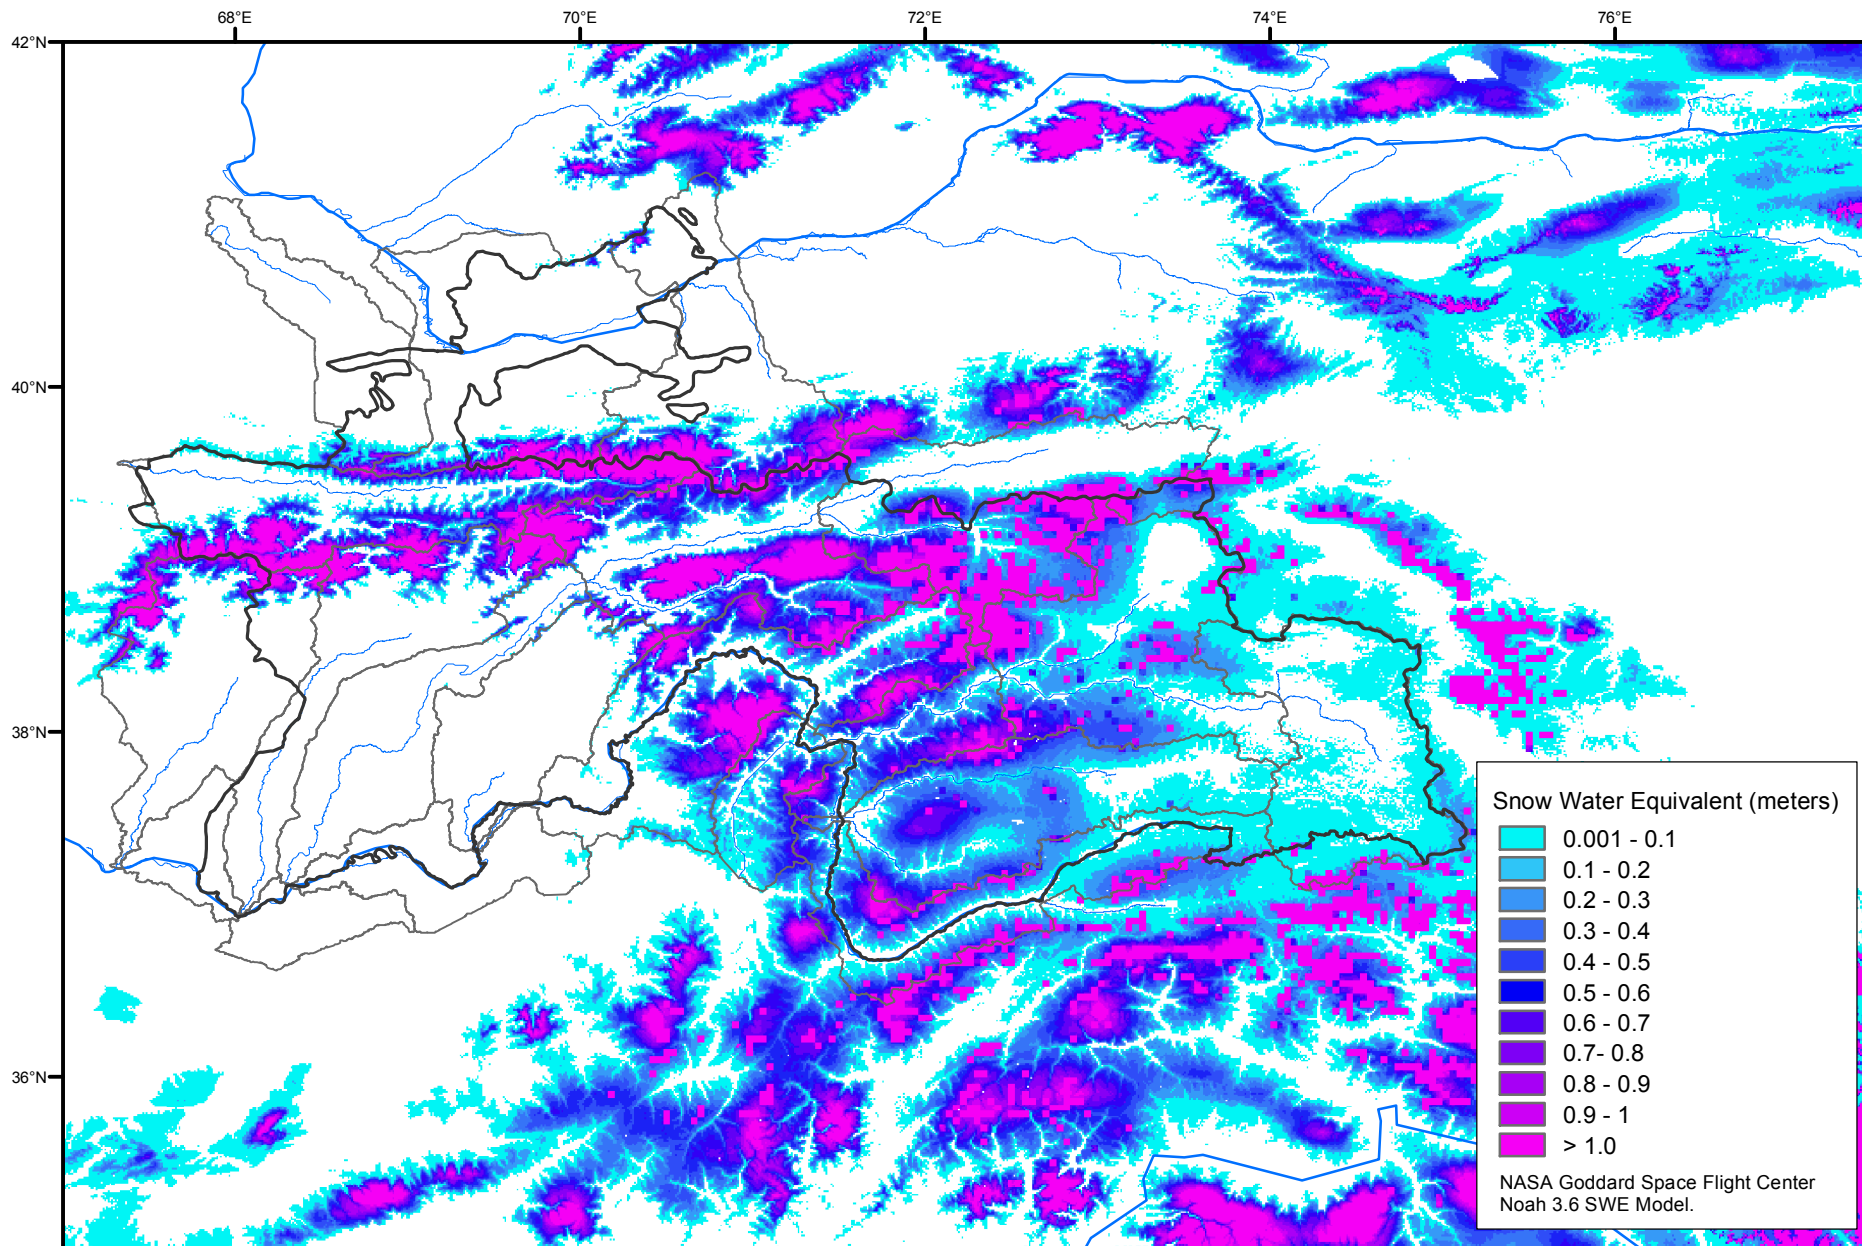 68°E
70°E
72°E
74°E
76°E
42°N
40°N
38°N
36°N
Snow Water Equivalent (meters)
0.001 - 0.1
0.1 - 0.2
0.2 - 0.3
0.3 - 0.4
0.4 - 0.5
0.5 - 0.6
0.6 - 0.7
0.7- 0.8
0.8 - 0.9
0.9 - 1
> 1.0
NASA Goddard Space Flight Center
Noah 3.6 SWE Model.